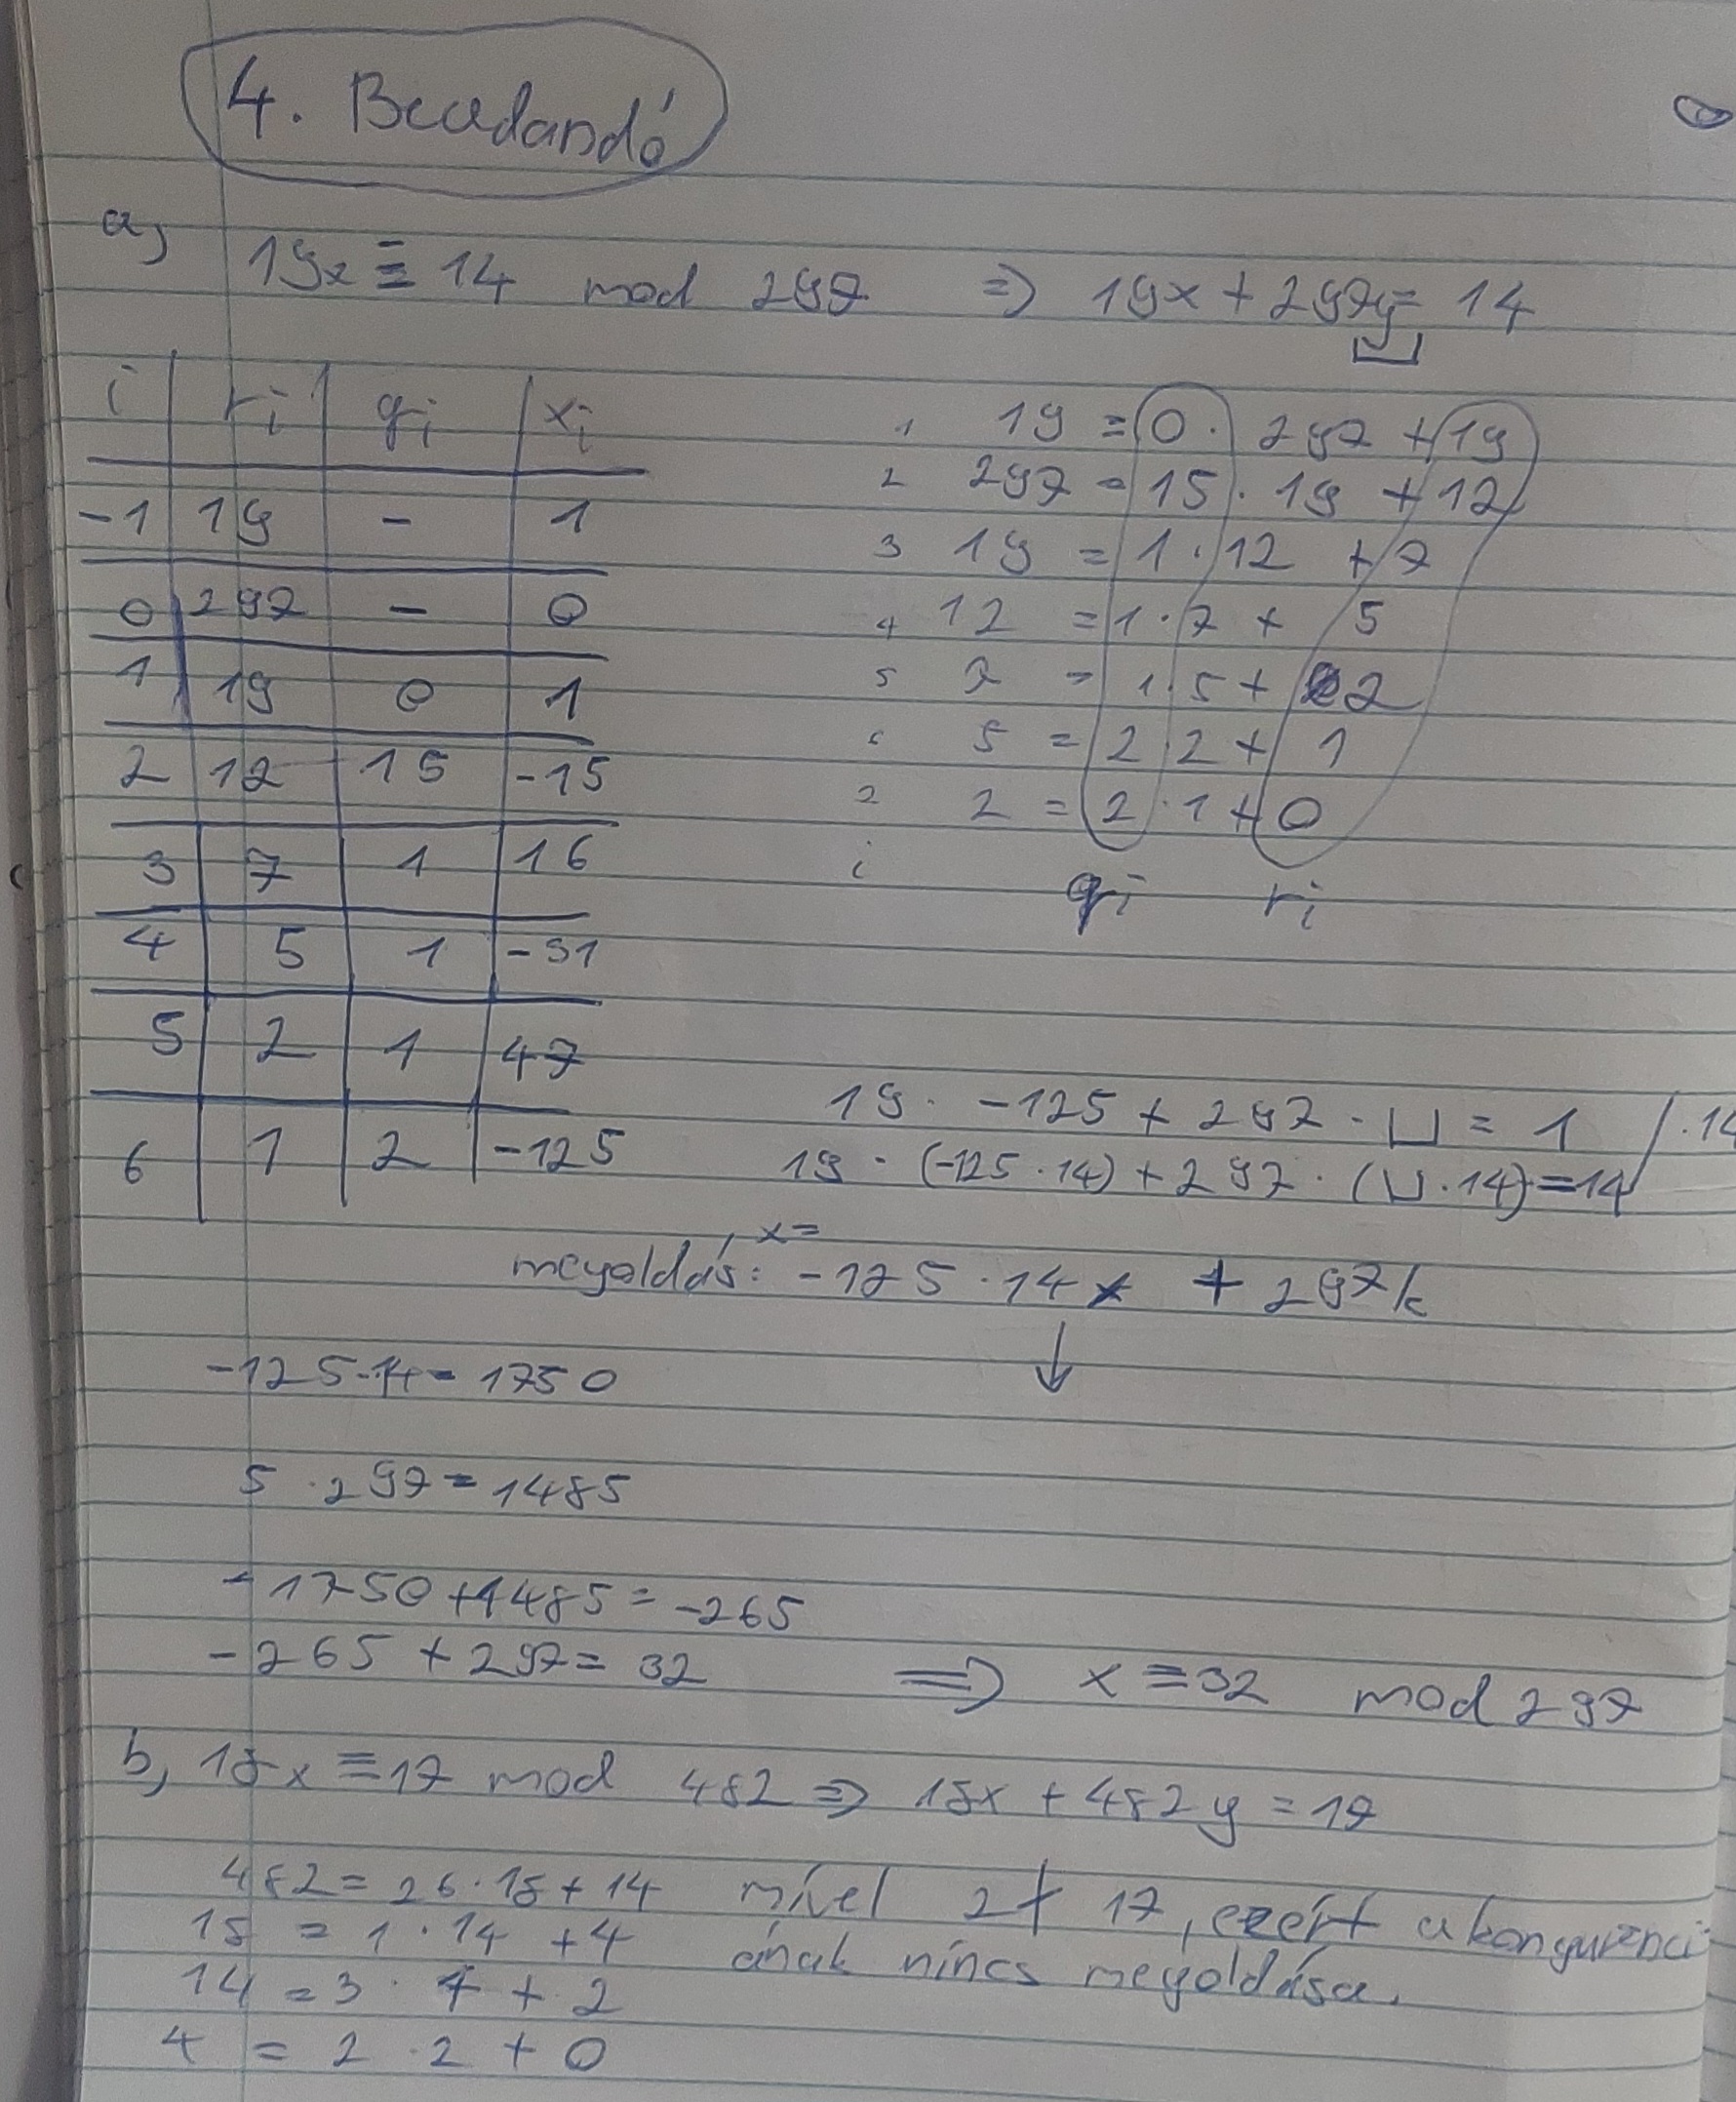 4. Beadandó
a,
19x ≡ 14 mod 297 ⇒ 19x + 297y = 14
i ri qi xi
-1 19 - 1
0 297 - 0
1 19 0 1
2 12 15 -15
3 7 1 16
4 5 1 -31
5 2 1 47
6 1 2 -125
1 19 = 0 · 297 + 19
2 297 = 15 · 19 + 12
3 19 = 1 · 12 + 7
4 12 = 1 · 7 + 5
5 7 = 1 · 5 + 2
6 5 = 2 · 2 + 1
7 2 = 2 · 1 + 0
i qi ri
19 · -125 + 297 · ⊔ = 1 / · 14
19 · (-125 · 14) + 297 · (⊔ · 14) = 14
megoldás: x = -125 · 14 + 297k
↓
-125 · 14 = 1750
5 · 297 = 1485
-1750 + 1485 = -265
-265 + 297 = 32 ⇒ x ≡ 32 mod 297
b, 18x ≡ 17 mod 482 ⇒ 18x + 482y = 17
482 = 26 · 18 + 14 mível 2 ∤ 17, ezért a kongurenci
18 = 1 · 14 + 4 ának níncs megoldása.
14 = 3 · 4 + 2
4 = 2 · 2 + 0